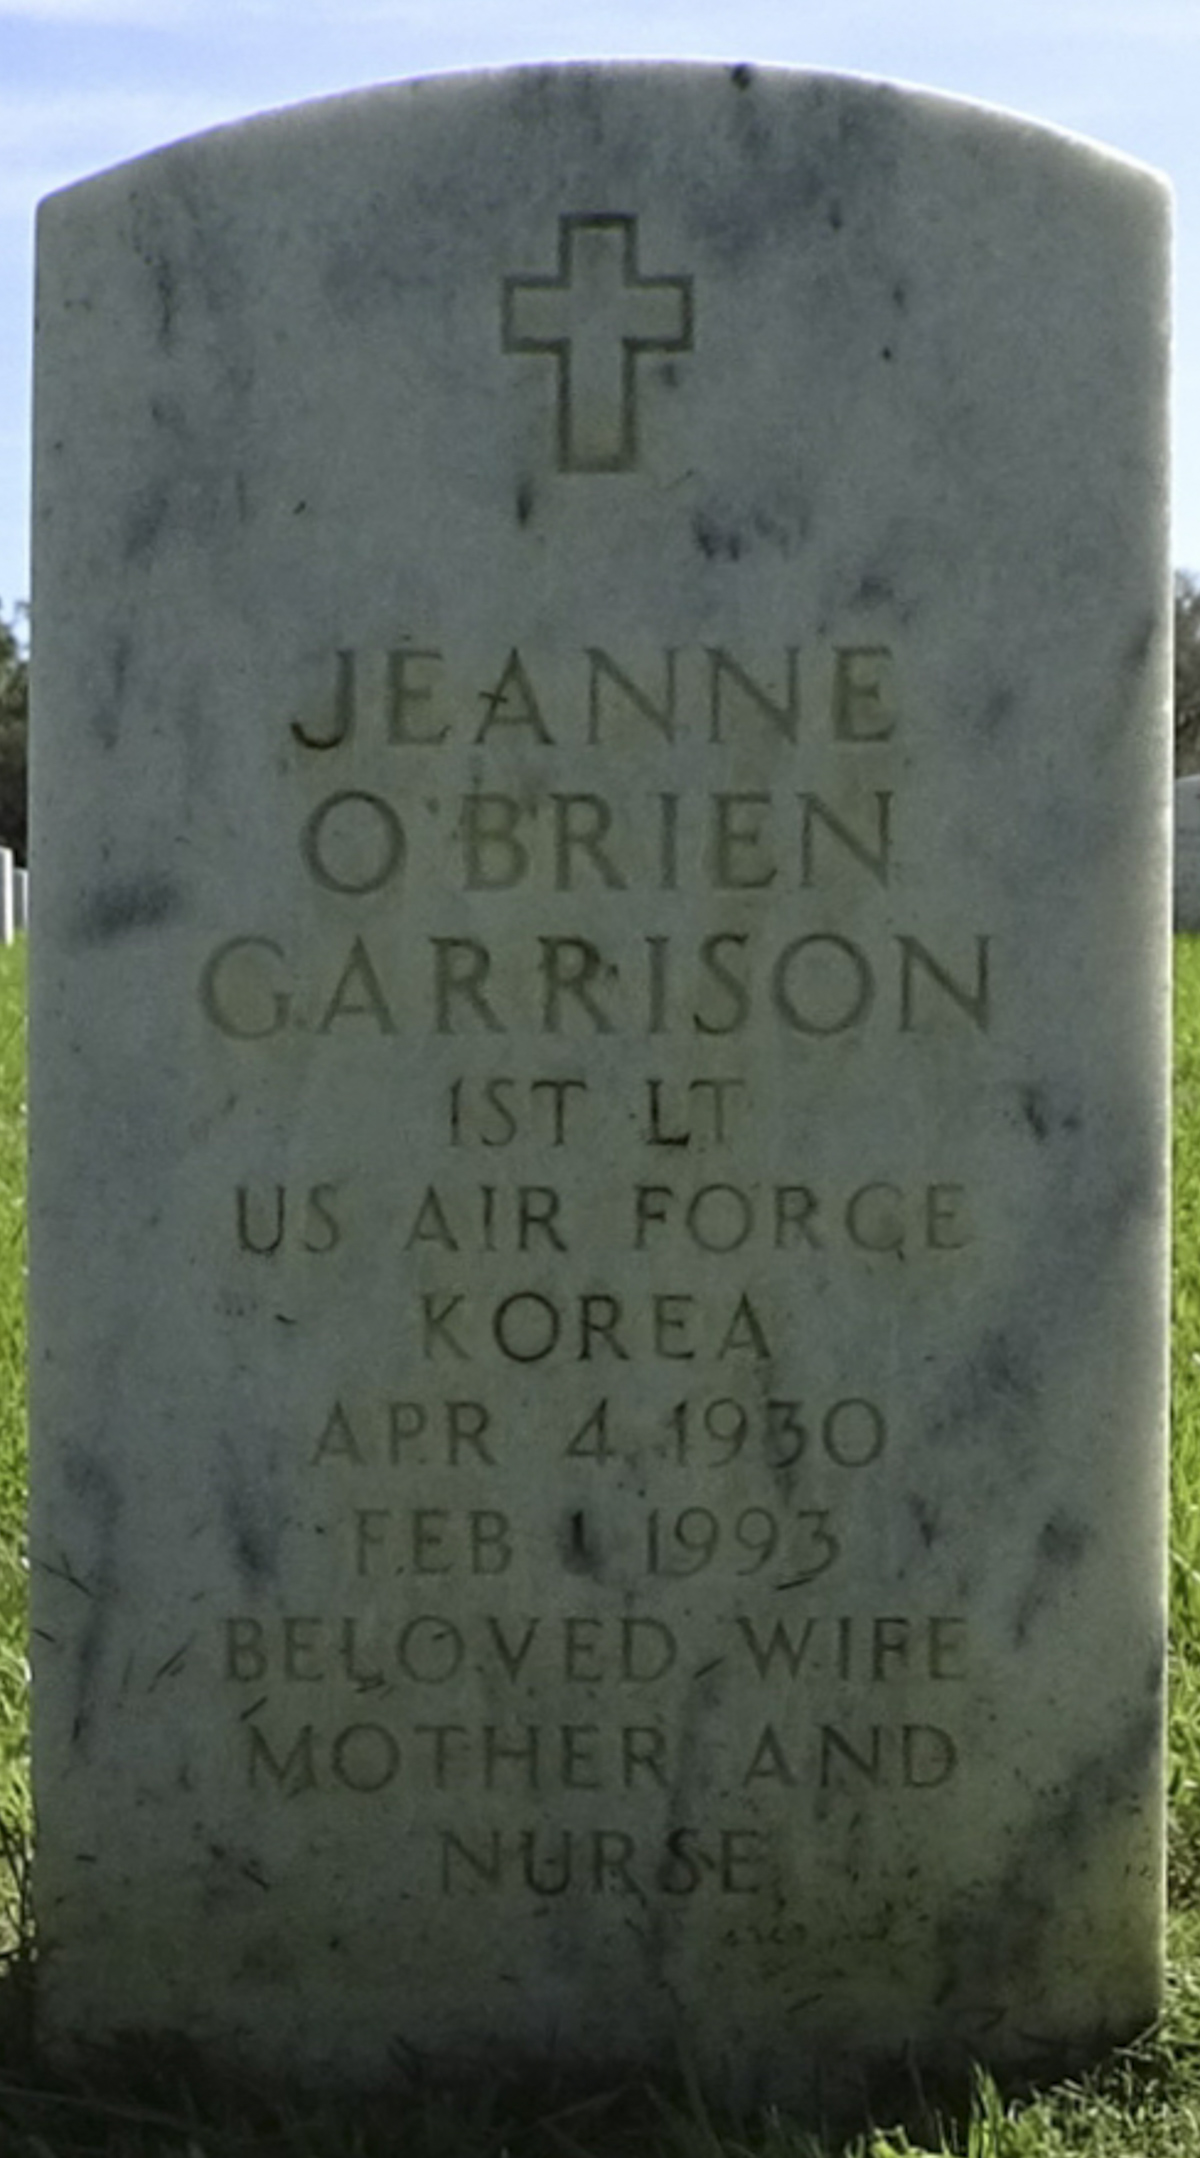 JEANNE
O'BRIEN
GARRISON
1ST LT
US AIR FORCE
KOREA
APR 4 1930
FEB 1 1993
BELOVED WIFE
MOTHER AND
NURSE